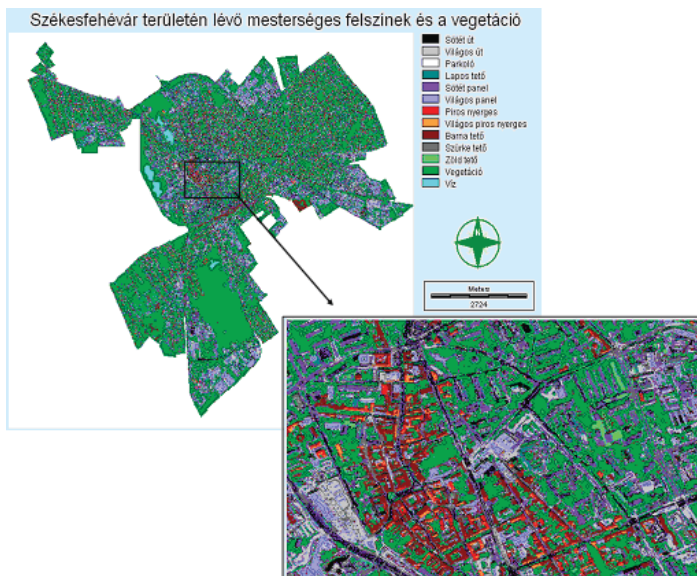 Székesfehévár területén lévő mesterséges felszínek és a vegetáció
Sötét út
Világos út
Parkoló
Lapos tető
Sötét panel
Világos panel
Piros nyerges
Világos piros nyerges
Barna tető
Szürke tető
Zöld tető
Vegetáció
Víz
N
Meters
2724